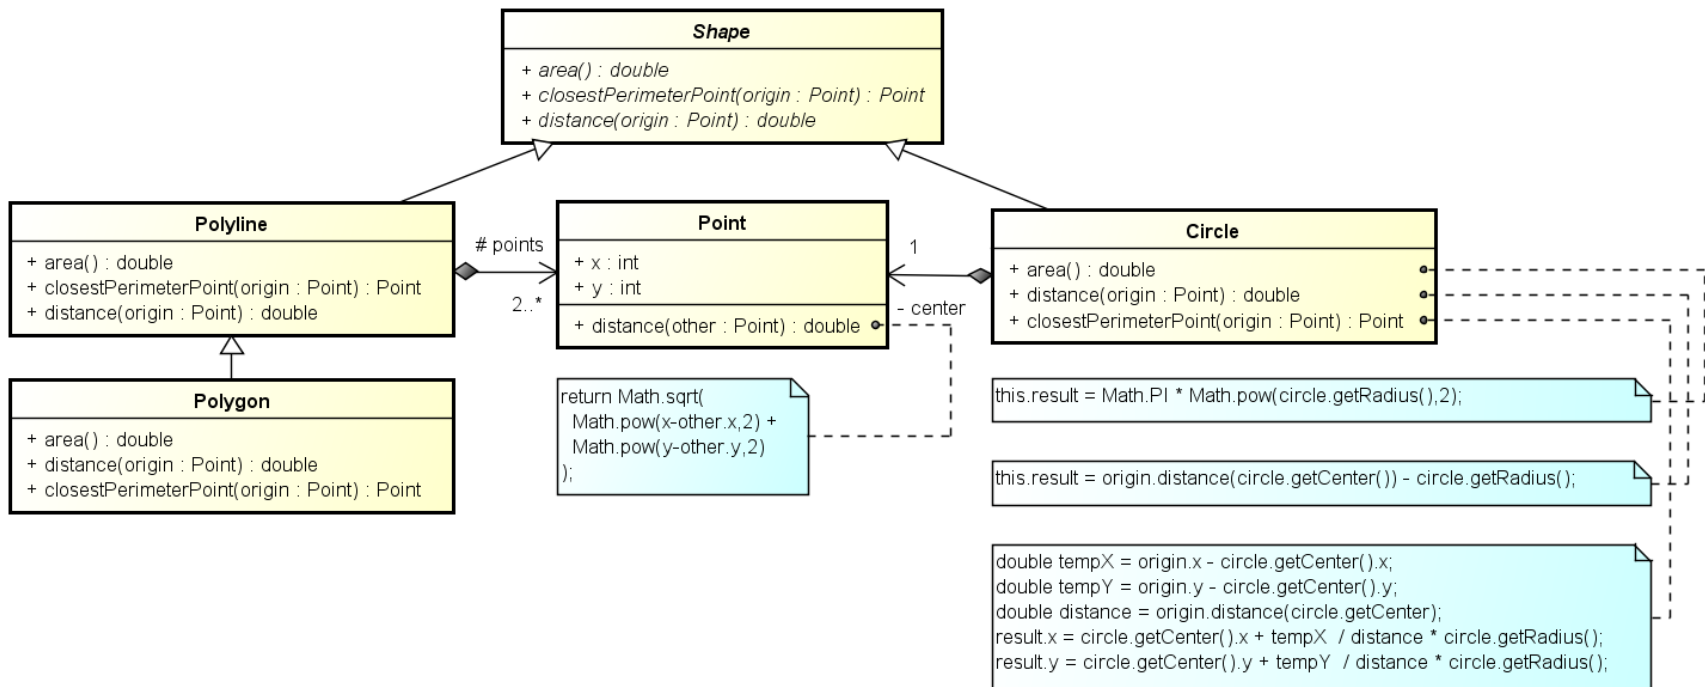 Shape
+ area() : double
+ closestPerimeterPoint(origin : Point) : Point
+ distance(origin : Point) : double
Polyline
+ area() : double
+ closestPerimeterPoint(origin : Point) : Point
+ distance(origin : Point) : double
# points
2..*
Point
+ x : int
+ y : int
+ distance(other : Point) : double
1
- center
Circle
+ area() : double
+ distance(origin : Point) : double
+ closestPerimeterPoint(origin : Point) : Point
Polygon
+ area() : double
+ distance(origin : Point) : double
+ closestPerimeterPoint(origin : Point) : Point
return Math.sqrt(
Math.pow(x-other.x,2) +
Math.pow(y-other.y,2)
);
this.result = Math.PI * Math.pow(circle.getRadius(),2);
this.result = origin.distance(circle.getCenter()) - circle.getRadius();
double tempX = origin.x - circle.getCenter().x;
double tempY = origin.y - circle.getCenter().y;
double distance = origin.distance(circle.getCenter);
result.x = circle.getCenter().x + tempX / distance * circle.getRadius();
result.y = circle.getCenter().y + tempY / distance * circle.getRadius();